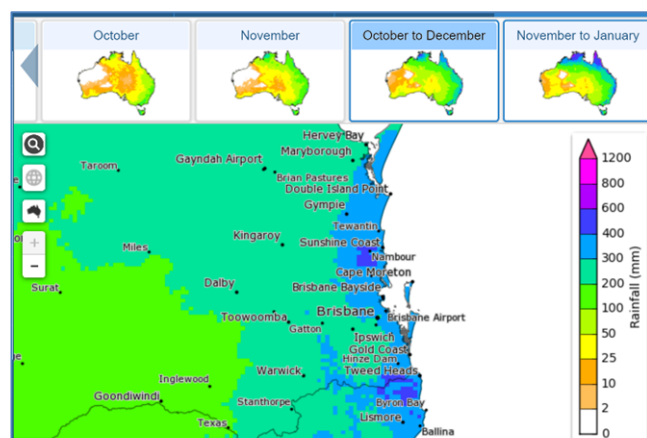 October
November
October to December
November to January
Hervey Bay
Maryborough
Taroom
Gayndah Airport
Brian Pastures
Double Island Point
Gympie
Tewantin
Kingaroy
Sunshine Coast
Miles
Nambour
Cape Moreton
Surat
Dalby
Brisbane Bayside
Brisbane
Brisbane Airport
Toowoomba
Gatton
Ipswich
Gold Coast
Hinze Dam
Warwick
Tweed Heads
Inglewood
Goondiwindi
Stanthorpe
Byron Bay
Texas
Lismore
Ballina
1200
800
600
400
300
200
100
50
25
10
2
0
Rainfall (mm)